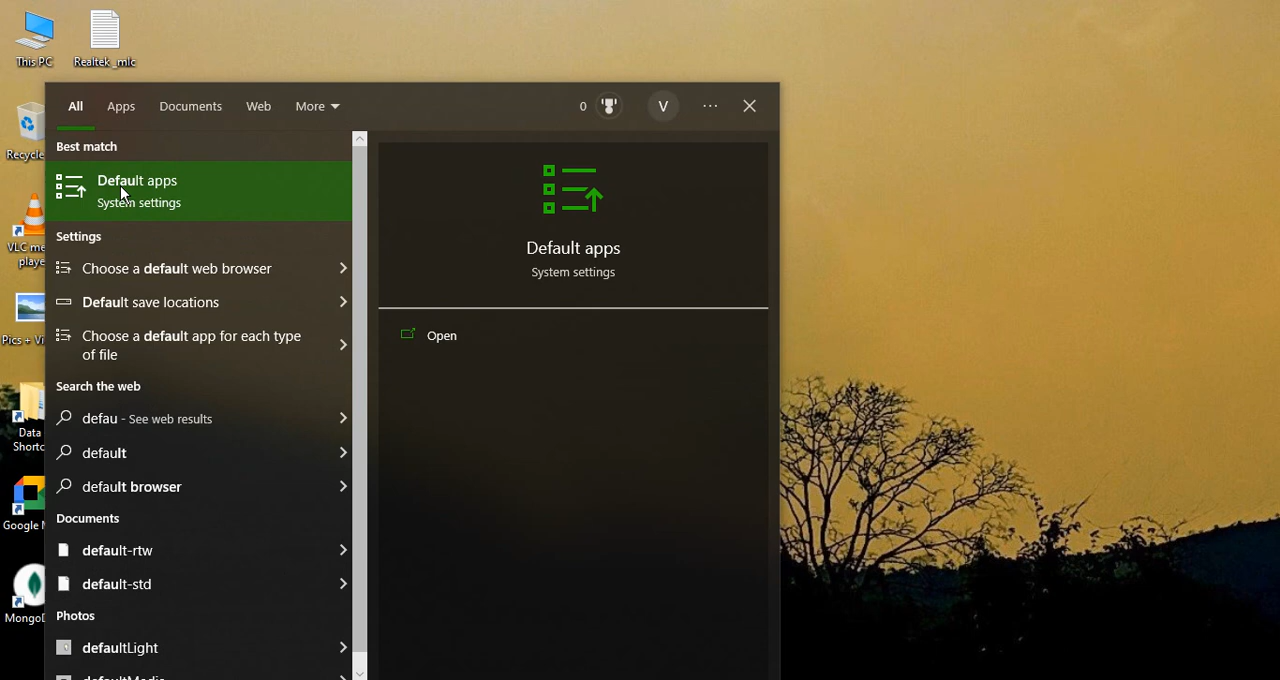 This PC
Realtek_mic
Recycle
VLC me
playe
Pics + Vi
Data
Shortc
Google M
MongoD
All Apps Documents Web More 0 V ...
Best match
Default apps
System settings
Settings
Choose a default web browser
Default save locations
Choose a default app for each type
of file
Search the web
defau - See web results
default
default browser
Documents
default-rtw
default-std
Photos
defaultLight
Default apps
System settings
Open